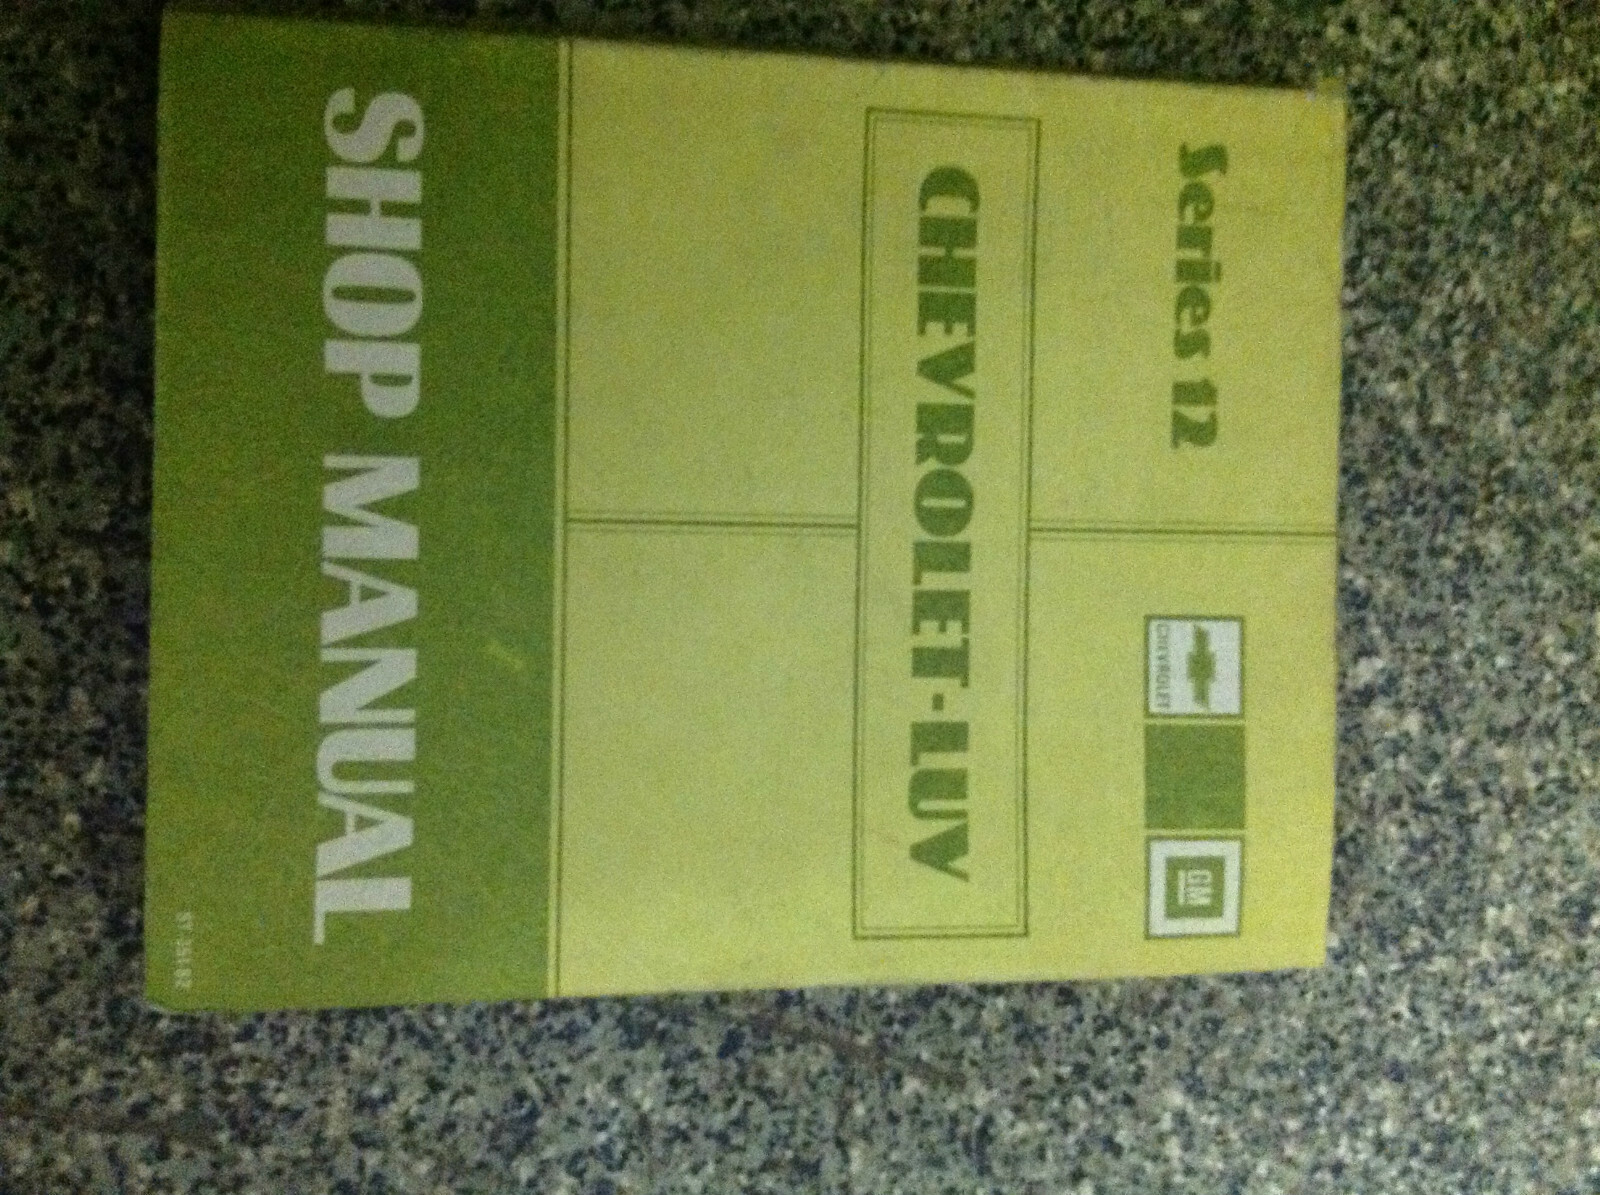 Series 12
CHEVROLET
GM
CHEVROLET-LUV
SHOP MANUAL